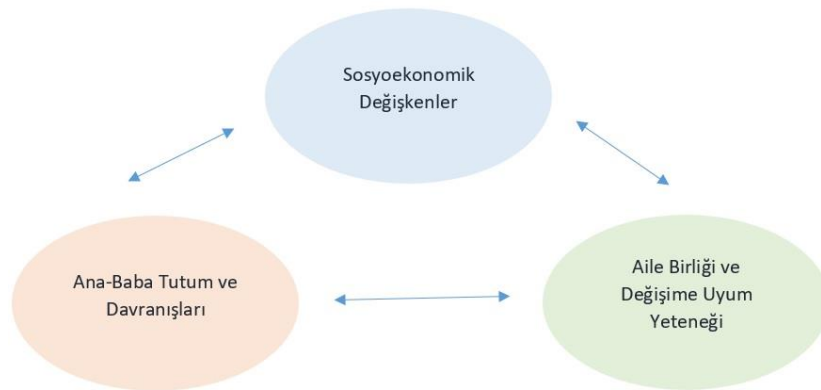 Sosyoekonomik
Değişkenler
Ana-Baba Tutum ve
Davranışları
Aile Birliği ve
Değişime Uyum
Yeteneği